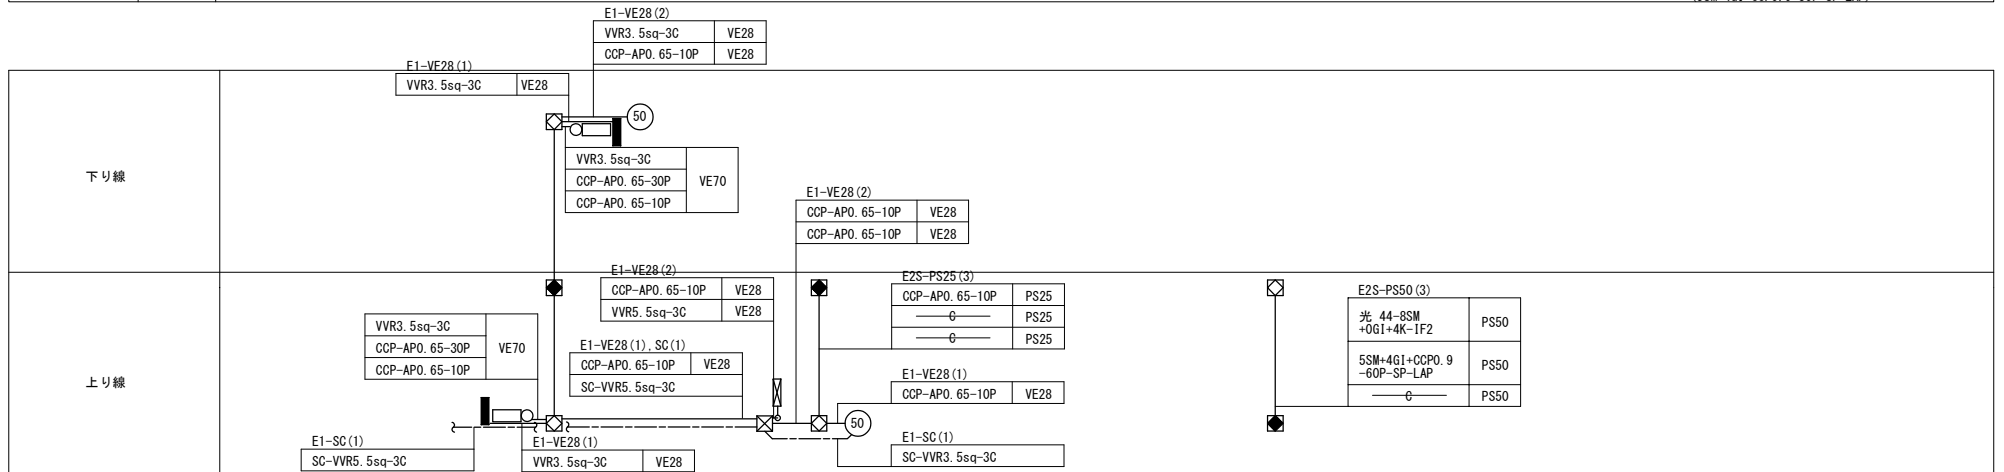 E1-VE28(2)
VVR3.5sq-3C VE28
CCP-AP0.65-10P VE28
E1-VE28(1)
VVR3.5sq-3C VE28
50
下り線
VVR3.5sq-3C
CCP-AP0.65-30P VE70
CCP-AP0.65-10P
E1-VE28(2)
CCP-AP0.65-10P VE28
CCP-AP0.65-10P VE28
上り線
E1-VE28(2)
CCP-AP0.65-10P VE28
VVR5.5sq-3C VE28
E2S-PS25(3)
CCP-AP0.65-10P PS25
C PS25
C PS25
E2S-PS50(3)
光 44-8SM
+0GI+4K-IF2 PS50
5SM+4GI+CCP0.9
-60P-SP-LAP PS50
C PS50
VVR3.5sq-3C
CCP-AP0.65-30P VE70
CCP-AP0.65-10P
E1-VE28(1),SC(1)
CCP-AP0.65-10P VE28
SC-VVR5.5sq-3C
E1-VE28(1)
CCP-AP0.65-10P VE28
50
E1-SC(1)
SC-VVR5.5sq-3C
E1-VE28(1)
VVR3.5sq-3C VE28
E1-SC(1)
SC-VVR3.5sq-3C